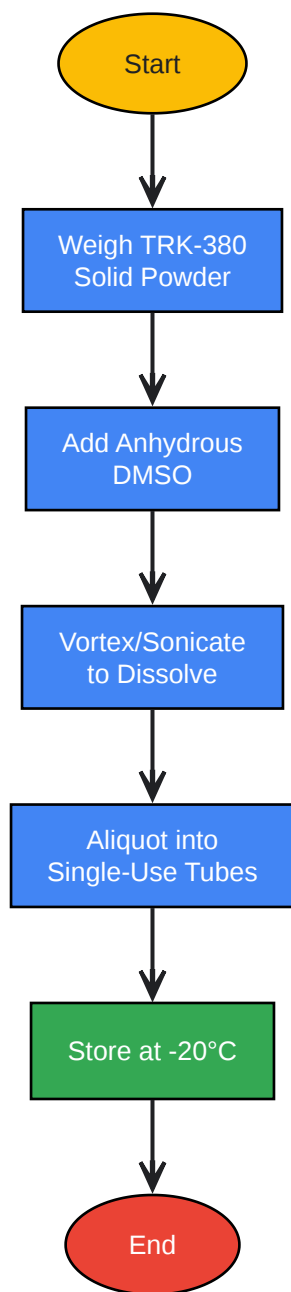 Start
Weigh TRK-380
Solid Powder
Add Anhydrous
DMSO
Vortex/Sonicate
to Dissolve
Aliquot into
Single-Use Tubes
Store at -20°C
End